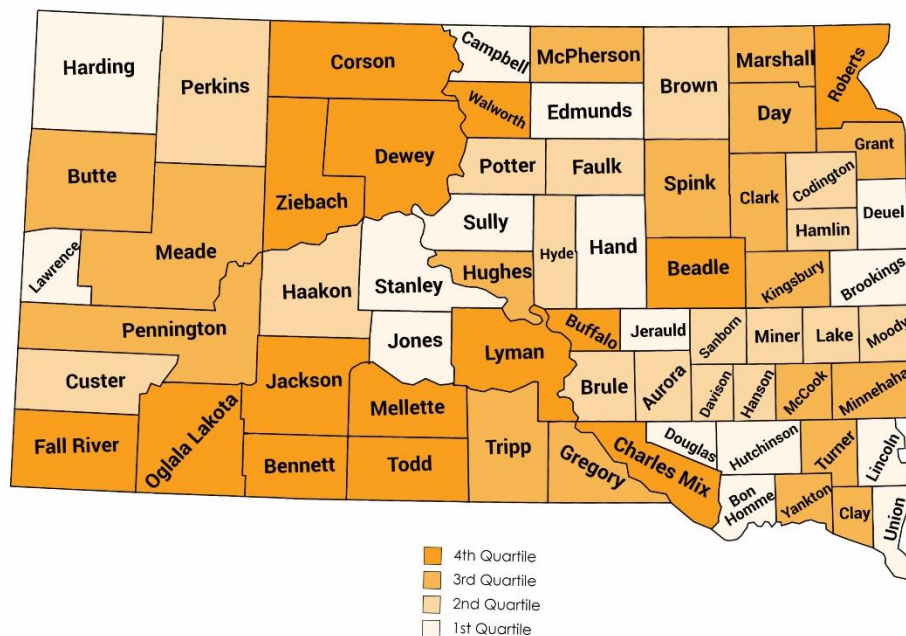 Harding
Perkins
Corson
Campbell
McPherson
Brown
Marshall
Roberts
Walworth
Edmunds
Day
Grant
Butte
Ziebach
Dewey
Potter
Faulk
Spink
Clark
Codington
Hamlin
Deuel
Lawrence
Meade
Haakon
Stanley
Sully
Hughes
Hyde
Hand
Beadle
Kingsbury
Brookings
Pennington
Jones
Lyman
Buffalo
Jerauld
Sanborn
Miner
Lake
Moody
Custer
Jackson
Mellette
Brule
Aurora
Davison
Hanson
McCook
Minnehaha
Fall River
Oglala Lakota
Bennett
Todd
Tripp
Gregory
Charles Mix
Douglas
Hutchinson
Turner
Lincoln
Bon
Homme
Yankton
Clay
Union
4th Quartile
3rd Quartile
2nd Quartile
1st Quartile